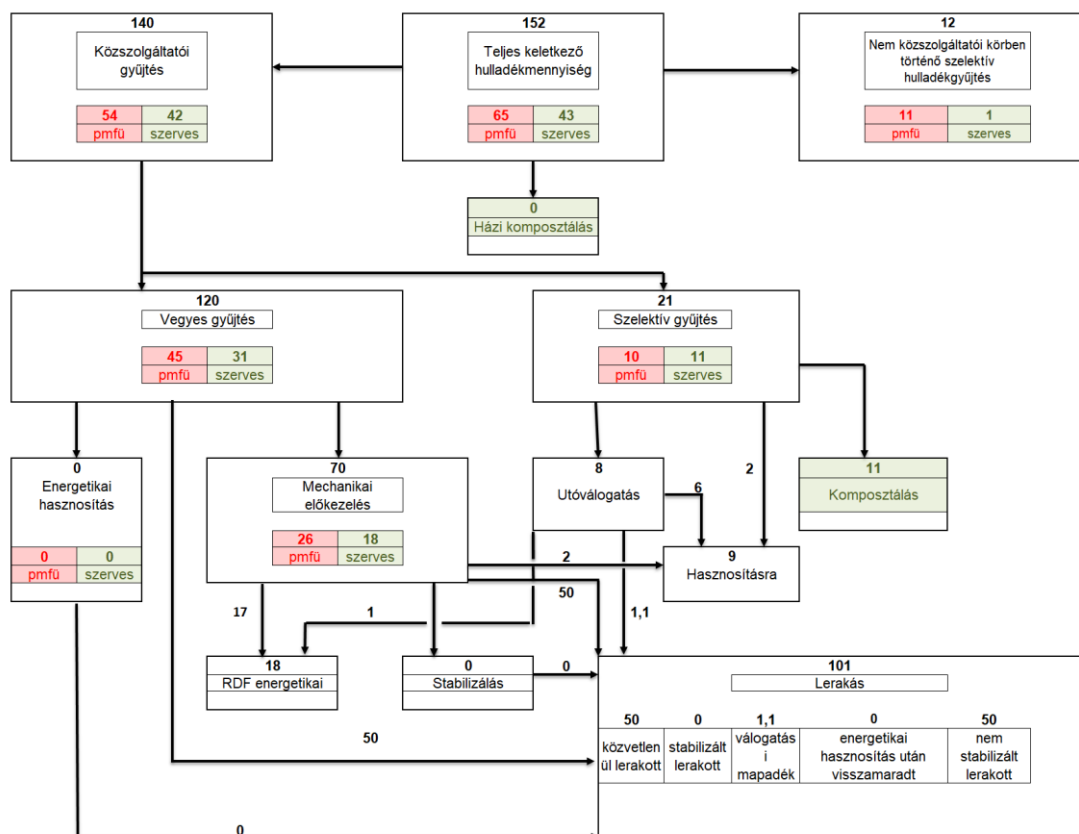 140
Közszolgáltatói
gyűjtés
54 42
pmfü szerves
152
Teljes keletkező
hulladékmennyiség
65 43
pmfü szerves
12
Nem közszolgáltatói körben
történő szelektív
hulladékgyűjtés
11 1
pmfü szerves
0
Házi komposztálás
120
Vegyes gyűjtés
45 31
pmfü szerves
21
Szelektív gyűjtés
10 11
pmfü szerves
0
Energetikai
hasznosítás
0 0
pmfü szerves
70
Mechanikai
előkezelés
26 18
pmfü szerves
8
Utóválogatás
6
2
11
Komposztálás
9
Hasznosításra
2
50
17
1
1,1
18
RDF energetikai
0
Stabilizálás
0
101
Lerakás
50 0 1,1 0 50
közvetlen
ül lerakott
stabilizált
lerakott
válogatás
i
mapadék
energetikai
hasznosítás után
visszamaradt
nem
stabilizált
lerakott
50
0